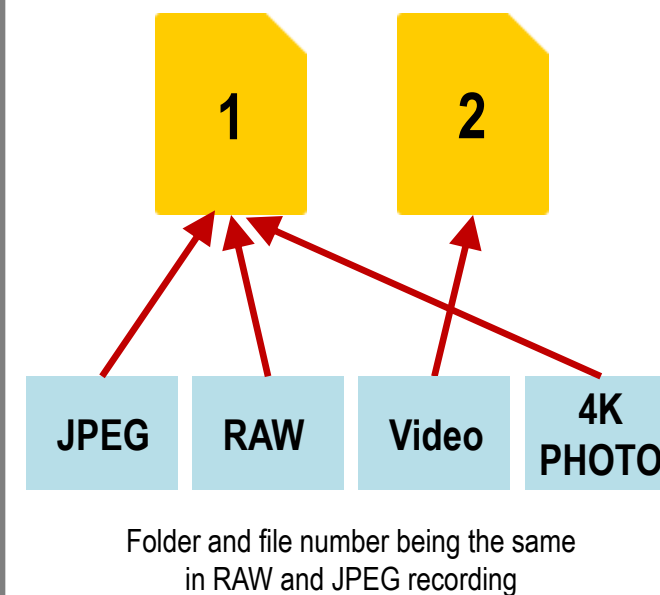 1
2
JPEG
RAW
Video
4K
PHOTO
Folder and file number being the same
in RAW and JPEG recording